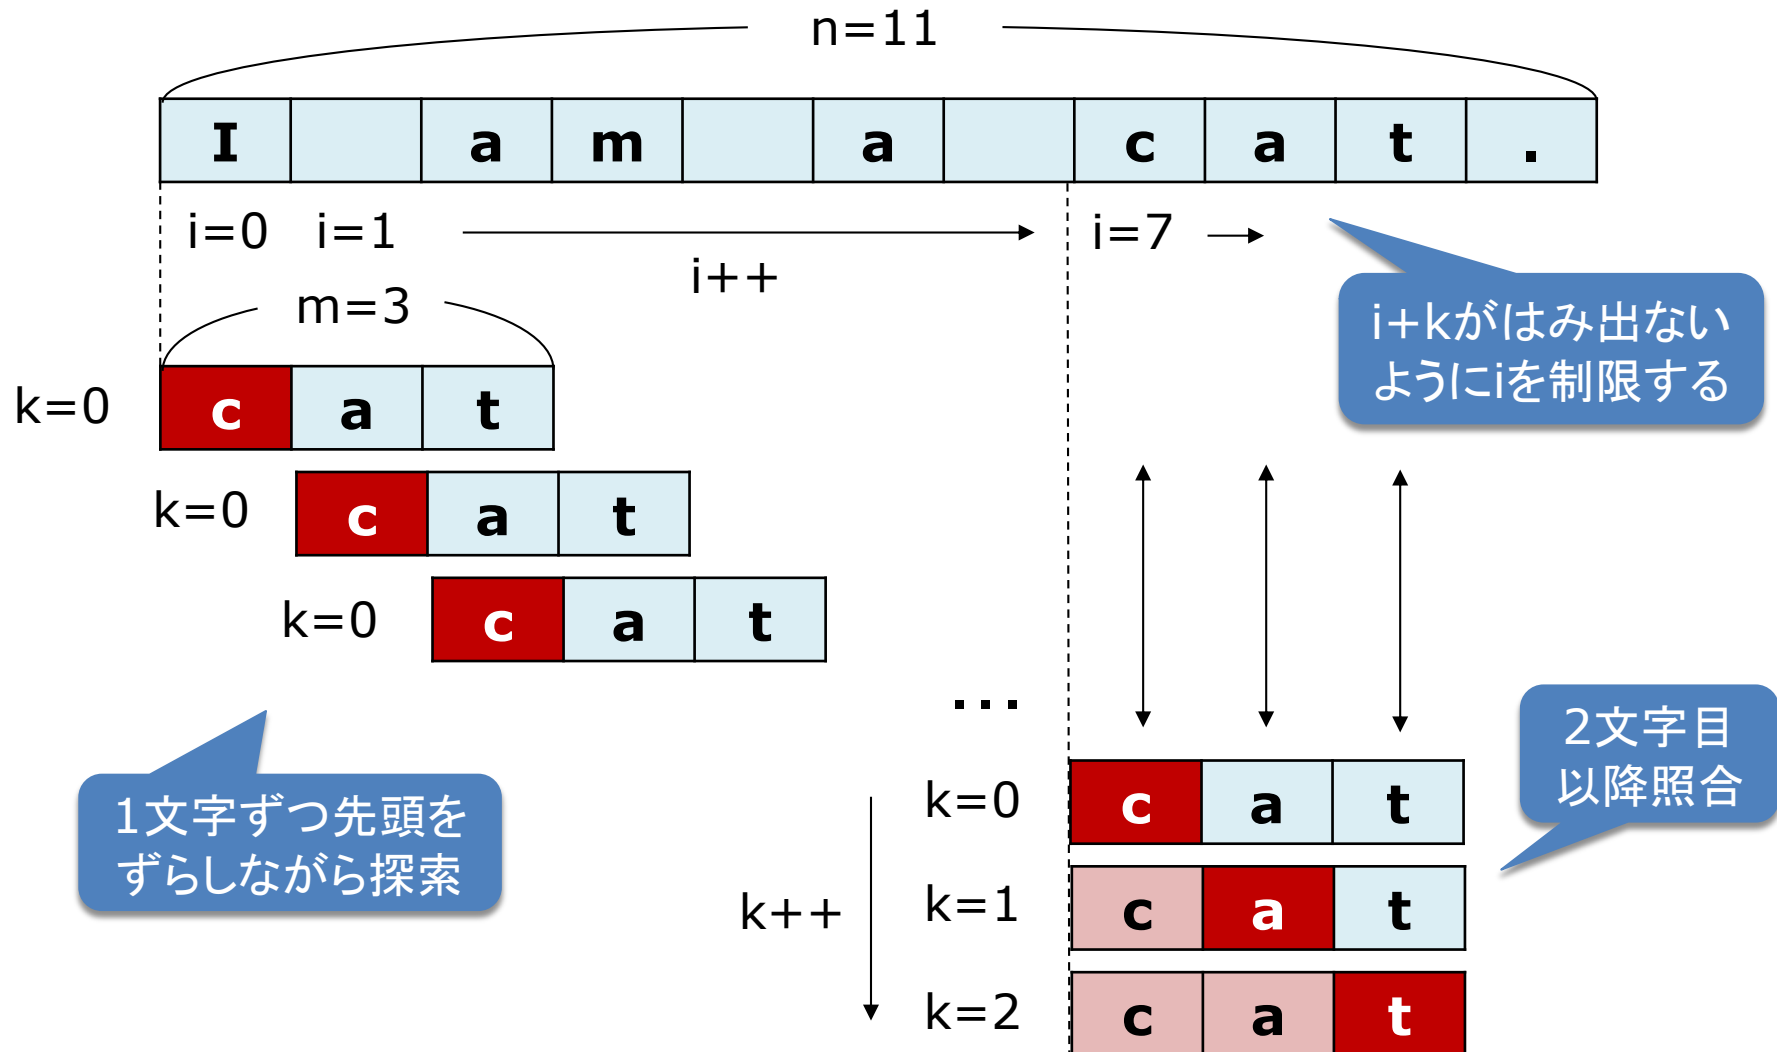 n=11
I a m a c a t .
i=0 i=1 i=7
i++
m=3
i+kがはみ出ない
ようにiを制限する
k=0 c a t
k=0 c a t
k=0 c a t
...
1文字ずつ先頭を
ずらしながら探索
2文字目
以降照合
k++
k=0 c a t
k=1 c a t
k=2 c a t